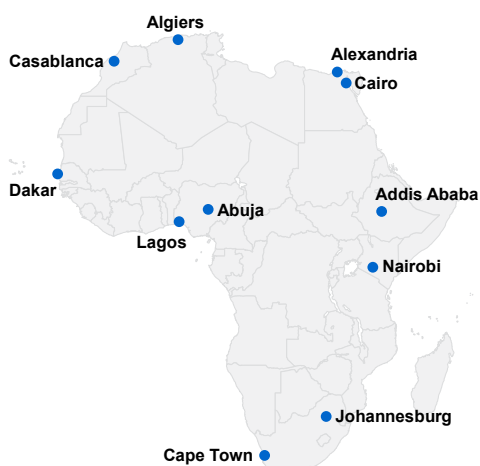 Algiers
Casablanca
Alexandria
Cairo
Dakar
Addis Ababa
Abuja
Lagos
Nairobi
Johannesburg
Cape Town